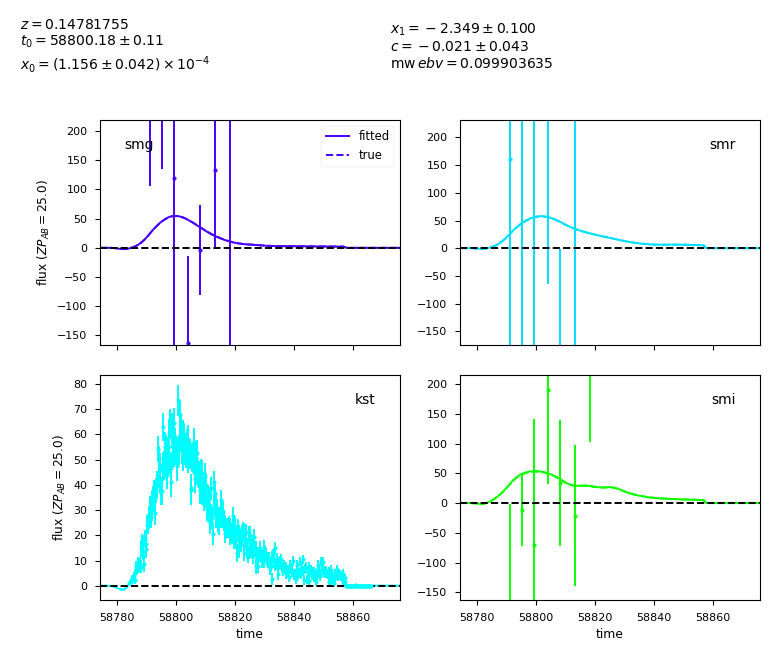 z = 0.14781755
t₀ = 58800.18 ± 0.11
x₀ = (1.156 ± 0.042) × 10⁻⁴
x₁ = −2.349 ± 0.100
c = −0.021 ± 0.043
mw ebv = 0.099903635
smg
fitted
true
200
150
100
50
0
−50
−100
−150
flux (ZP_AB = 25.0)
smr
200
150
100
50
0
−50
−100
−150
kst
80
70
60
50
40
30
20
10
0
flux (ZP_AB = 25.0)
58780 58800 58820 58840 58860
time
smi
200
150
100
50
0
−50
−100
−150
58780 58800 58820 58840 58860
time